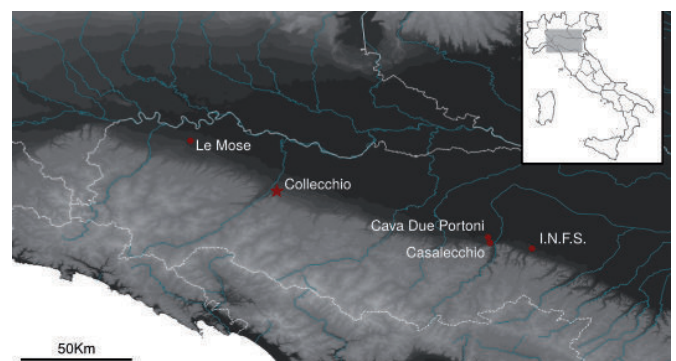 Le Mose
Collecchio
Cava Due Portoni
I.N.F.S.
Casalecchio
50Km